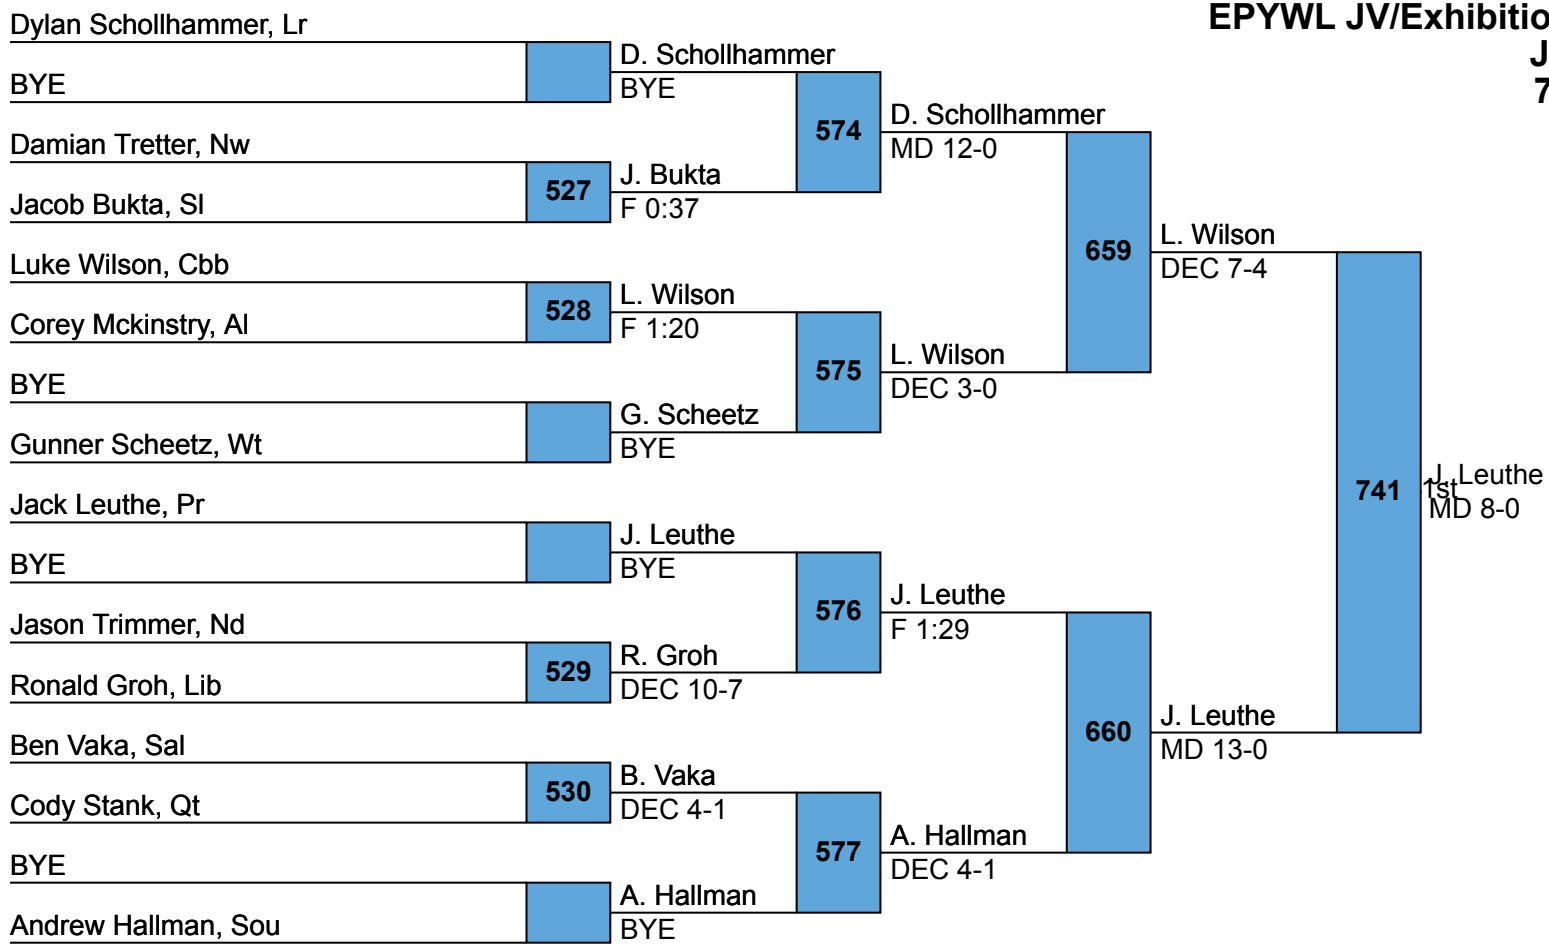 EPYWL JV/Exhibitio
J
7
Dylan Schollhammer, Lr
BYE
Damian Tretter, Nw
Jacob Bukta, Sl
Luke Wilson, Cbb
Corey Mckinstry, Al
BYE
Gunner Scheetz, Wt
Jack Leuthe, Pr
BYE
Jason Trimmer, Nd
Ronald Groh, Lib
Ben Vaka, Sal
Cody Stank, Qt
BYE
Andrew Hallman, Sou
527
528
529
530
D. Schollhammer
BYE
J. Bukta
F 0:37
L. Wilson
F 1:20
G. Scheetz
BYE
J. Leuthe
BYE
R. Groh
DEC 10-7
B. Vaka
DEC 4-1
A. Hallman
BYE
574
575
576
577
D. Schollhammer
MD 12-0
L. Wilson
DEC 3-0
J. Leuthe
F 1:29
A. Hallman
DEC 4-1
659
660
L. Wilson
DEC 7-4
J. Leuthe
MD 13-0
741
1st
J. Leuthe
MD 8-0